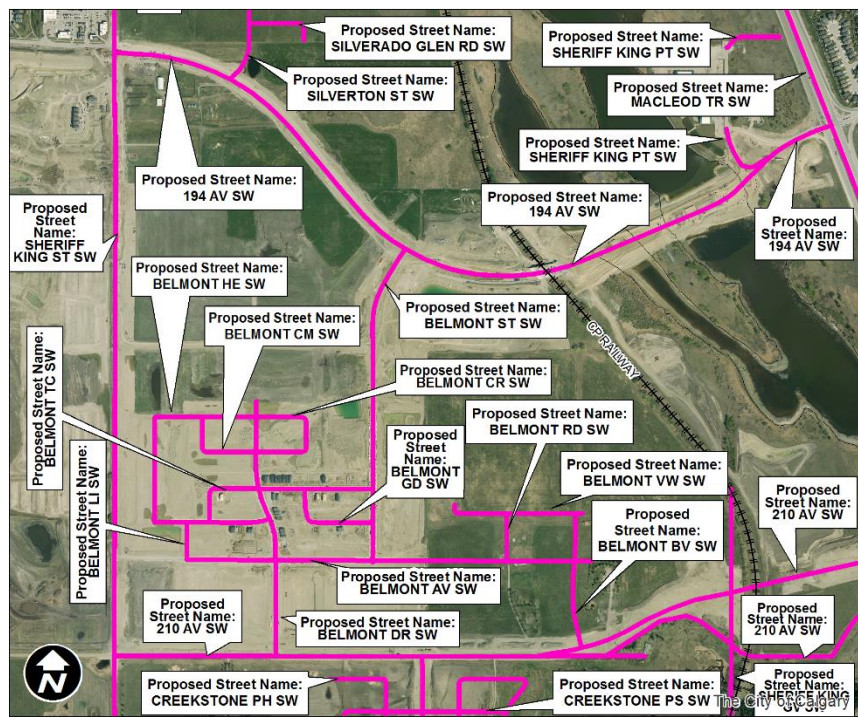 Proposed Street Name:
SILVERADO GLEN RD SW
Proposed Street Name:
SHERIFF KING PT SW
Proposed Street Name:
SILVERTON ST SW
Proposed Street Name:
MACLEOD TR SW
Proposed Street Name:
SHERIFF KING PT SW
Proposed Street Name:
194 AV SW
Proposed Street Name:
194 AV SW
Proposed
Street
Name:
SHERIFF
KING ST SW
Proposed
Street Name:
194 AV SW
Proposed Street Name:
BELMONT HE SW
Proposed Street Name:
BELMONT CM SW
Proposed Street Name:
BELMONT ST SW
CP RAILWAY
Proposed Street Name:
BELMONT TC SW
Proposed Street Name:
BELMONT CR SW
Proposed Street Name:
BELMONT RD SW
Proposed
Street
Name:
BELMONT
GD SW
Proposed Street Name:
BELMONT LI SW
Proposed Street Name:
BELMONT VW SW
Proposed
Street Name:
210 AV SW
Proposed
Street Name:
BELMONT BV SW
Proposed Street Name:
BELMONT AV SW
Proposed
Street Name:
210 AV SW
Proposed Street Name:
BELMONT DR SW
Proposed
Street Name:
210 AV SW
N
Proposed Street Name:
CREEKSTONE PH SW
Proposed Street Name:
CREEKSTONE PS SW
Proposed
Street Name:
SHERIFF KING
The City of Calgary